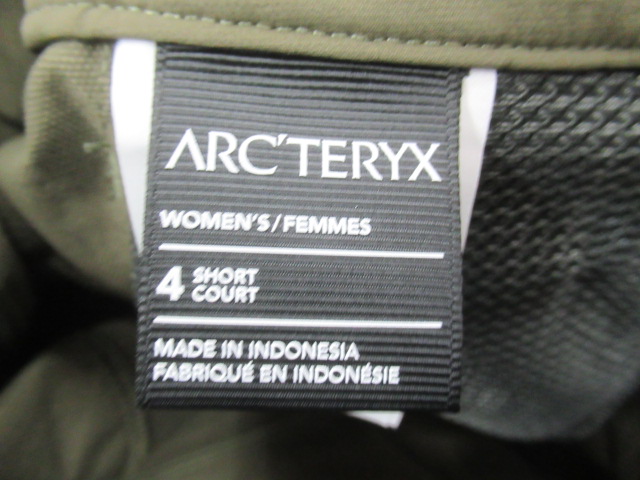 ARC'TERYX
WOMEN'S/FEMMES
4 SHORT
COURT
MADE IN INDONESIA
FABRIQUÉ EN INDONÉSIE